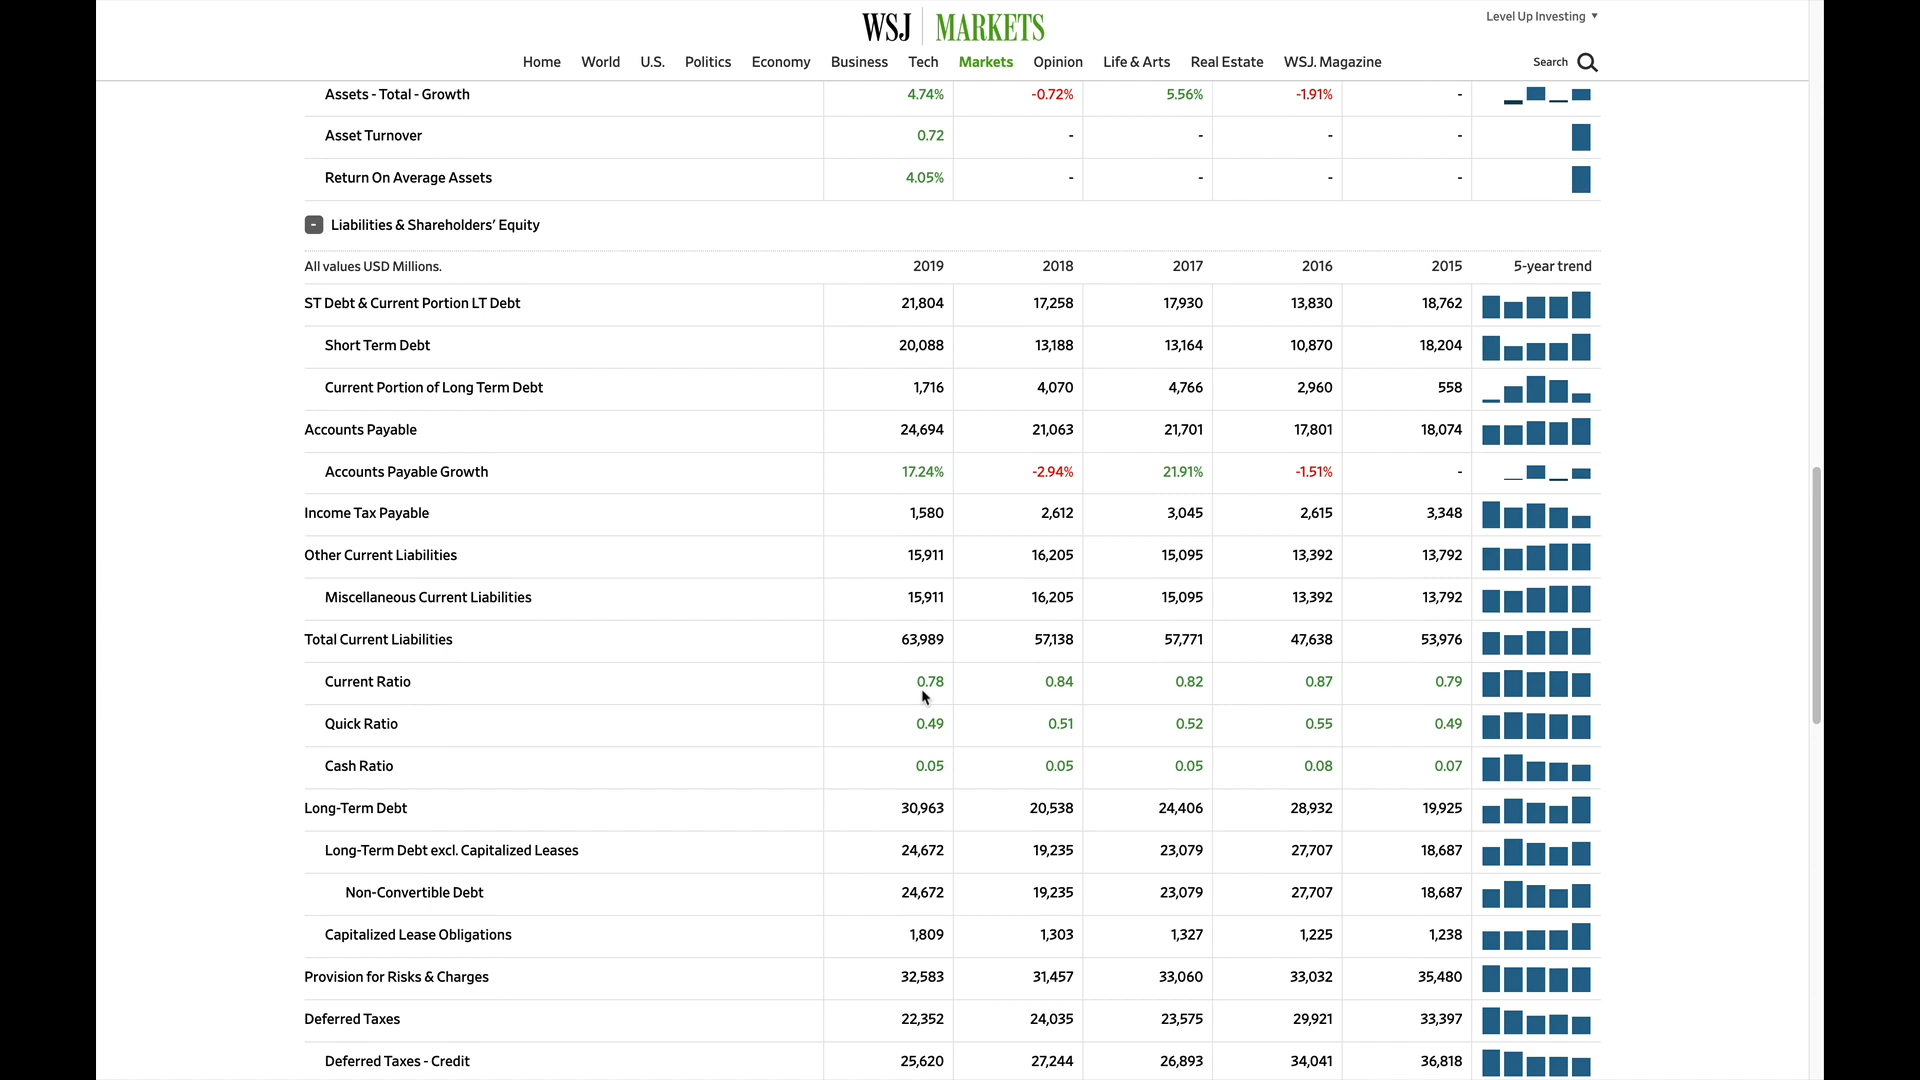 WSJ MARKETS
Level Up Investing ▼
Home World U.S. Politics Economy Business Tech Markets Opinion Life & Arts Real Estate WSJ. Magazine Search
Assets - Total - Growth 4.74% -0.72% 5.56% -1.91% -
Asset Turnover 0.72 - - - -
Return On Average Assets 4.05% - - - -
- Liabilities & Shareholders' Equity
All values USD Millions. 2019 2018 2017 2016 2015 5-year trend
ST Debt & Current Portion LT Debt 21,804 17,258 17,930 13,830 18,762
Short Term Debt 20,088 13,188 13,164 10,870 18,204
Current Portion of Long Term Debt 1,716 4,070 4,766 2,960 558
Accounts Payable 24,694 21,063 21,701 17,801 18,074
Accounts Payable Growth 17.24% -2.94% 21.91% -1.51% -
Income Tax Payable 1,580 2,612 3,045 2,615 3,348
Other Current Liabilities 15,911 16,205 15,095 13,392 13,792
Miscellaneous Current Liabilities 15,911 16,205 15,095 13,392 13,792
Total Current Liabilities 63,989 57,138 57,771 47,638 53,976
Current Ratio 0.78 0.84 0.82 0.87 0.79
Quick Ratio 0.49 0.51 0.52 0.55 0.49
Cash Ratio 0.05 0.05 0.05 0.08 0.07
Long-Term Debt 30,963 20,538 24,406 28,932 19,925
Long-Term Debt excl. Capitalized Leases 24,672 19,235 23,079 27,707 18,687
Non-Convertible Debt 24,672 19,235 23,079 27,707 18,687
Capitalized Lease Obligations 1,809 1,303 1,327 1,225 1,238
Provision for Risks & Charges 32,583 31,457 33,060 33,032 35,480
Deferred Taxes 22,352 24,035 23,575 29,921 33,397
Deferred Taxes - Credit 25,620 27,244 26,893 34,041 36,818